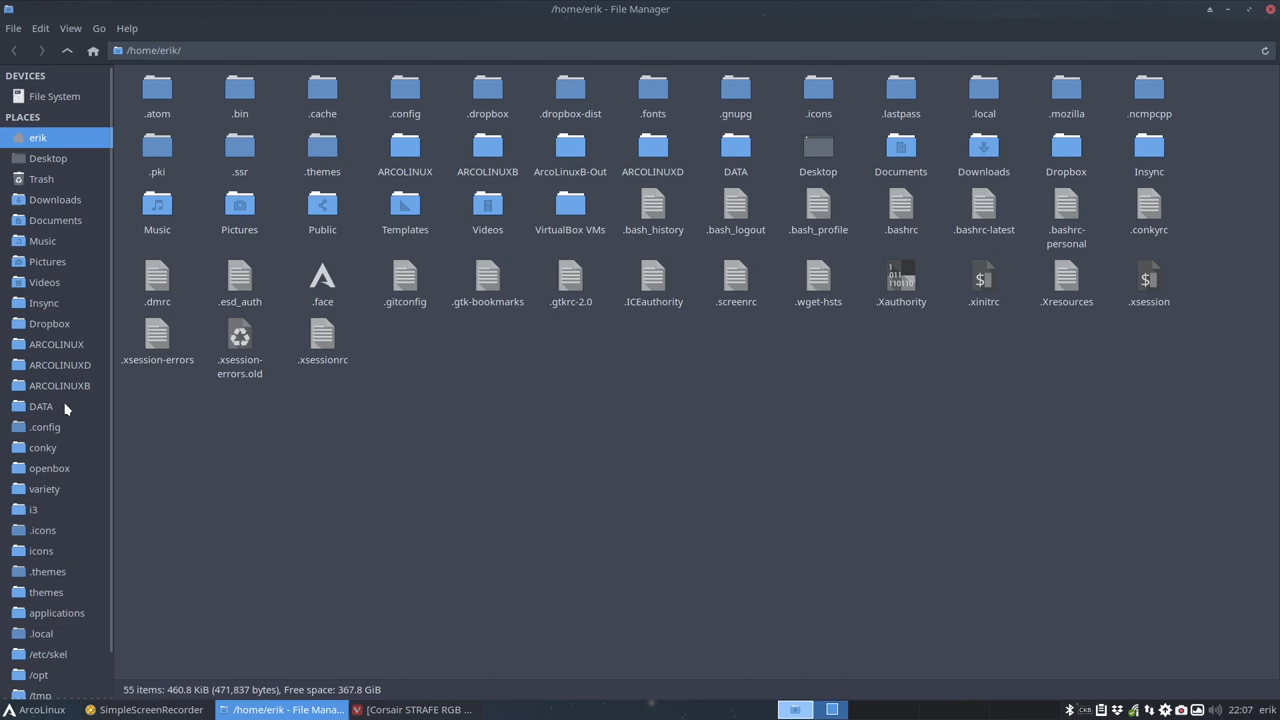 /home/erik - File Manager
File Edit View Go Help
/home/erik/
DEVICES
File System
PLACES
erik
Desktop
Trash
Downloads
Documents
Music
Pictures
Videos
Insync
Dropbox
ARCOLINUX
ARCOLINUXD
ARCOLINUXB
DATA
.config
conky
openbox
variety
i3
.icons
icons
.themes
themes
applications
.local
/etc/skel
/opt
/tmp
.atom .bin .cache .config .dropbox .dropbox-dist .fonts .gnupg .icons .lastpass .local .mozilla .ncmpcpp
.pki .ssr .themes ARCOLINUX ARCOLINUXB ArcoLinuxB-Out ARCOLINUXD DATA Desktop Documents Downloads Dropbox Insync
Music Pictures Public Templates Videos VirtualBox VMs .bash_history .bash_logout .bash_profile .bashrc .bashrc-latest .bashrc-
personal .conkyrc
1
011
110110
$
$
.dmrc .esd_auth .face .gitconfig .gtk-bookmarks .gtkrc-2.0 .ICEauthority .screenrc .wget-hsts .Xauthority .xinitrc .Xresources .xsession
.xsession-errors .xsession-
errors.old .xsessionrc
55 items: 460.8 KiB (471,837 bytes), Free space: 367.8 GiB
ArcoLinux SimpleScreenRecorder /home/erik - File Mana... [Corsair STRAFE RGB ... CKB 22:07 erik